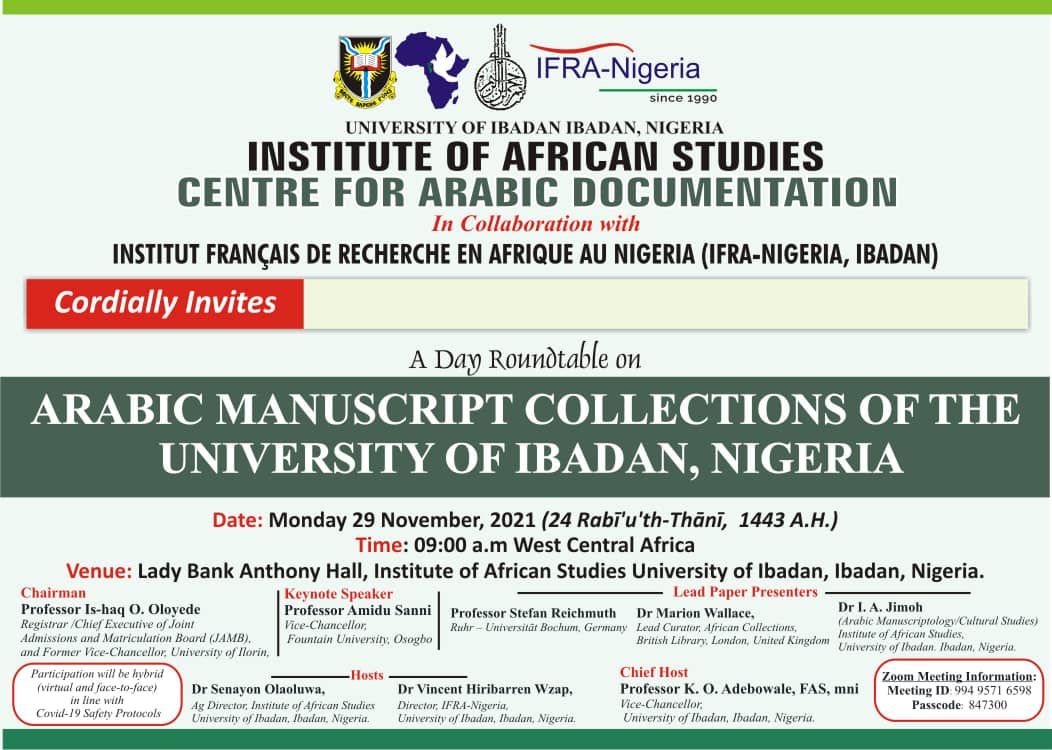 RECTE SAPERE FONS
IFRA-Nigeria
since 1990
UNIVERSITY OF IBADAN IBADAN, NIGERIA
INSTITUTE OF AFRICAN STUDIES
CENTRE FOR ARABIC DOCUMENTATION
In Collaboration with
INSTITUT FRANÇAIS DE RECHERCHE EN AFRIQUE AU NIGERIA (IFRA-NIGERIA, IBADAN)
Cordially Invites
A Day Roundtable on
ARABIC MANUSCRIPT COLLECTIONS OF THE
UNIVERSITY OF IBADAN, NIGERIA
Date: Monday 29 November, 2021 (24 Rabī'u'th-Thānī, 1443 A.H.)
Time: 09:00 a.m West Central Africa
Venue: Lady Bank Anthony Hall, Institute of African Studies University of Ibadan, Ibadan, Nigeria.
Chairman
Professor Is-haq O. Oloyede
Registrar /Chief Executive of Joint
Admissions and Matriculation Board (JAMB),
and Former Vice-Chancellor, University of Ilorin,
Keynote Speaker
Professor Amidu Sanni
Vice-Chancellor,
Fountain University, Osogbo
Lead Paper Presenters
Professor Stefan Reichmuth
Ruhr – Universität Bochum, Germany
Dr Marion Wallace,
Lead Curator, African Collections,
British Library, London, United Kingdom
Dr I. A. Jimoh
(Arabic Manuscriptology/Cultural Studies)
Institute of African Studies,
University of Ibadan. Ibadan, Nigeria.
Participation will be hybrid
(virtual and face-to-face)
in line with
Covid-19 Safety Protocols
Hosts
Dr Senayon Olaoluwa,
Ag Director, Institute of African Studies
University of Ibadan, Ibadan, Nigeria.
Dr Vincent Hiribarren Wzap,
Director, IFRA-Nigeria,
University of Ibadan, Ibadan, Nigeria.
Chief Host
Professor K. O. Adebowale, FAS, mni
Vice-Chancellor,
University of Ibadan, Ibadan, Nigeria.
Zoom Meeting Information:
Meeting ID: 994 9571 6598
Passcode: 847300